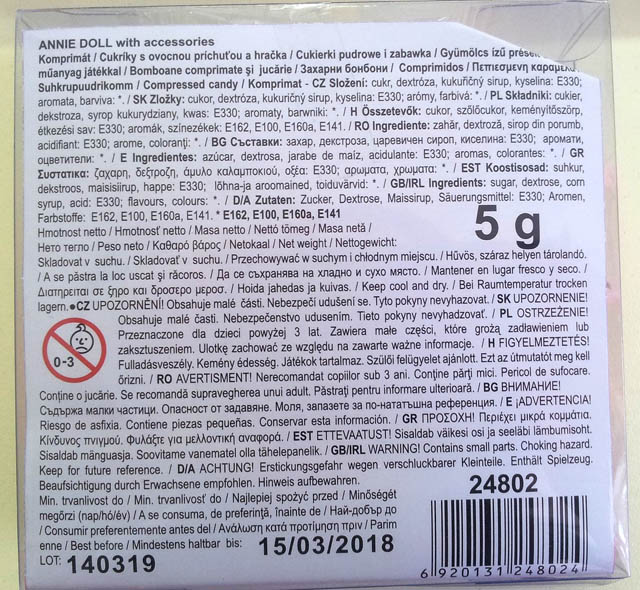 ANNIE DOLL with accessories
Komprimát / Cukríky s ovocnou príchuťou a hračka / Cukierki pudrowe i zabawka / Gyümölcs ízű
műanyag játékkal / Bomboane comprimate şi jucărie / Захарни бонбони / Comprimidos / Πεπιεσμένη καραμέλα
Suhkrupuudrikomm / Compressed candy / Komprimat - CZ Složení: cukr, dextróza, kukuřičný sirup, kyselina: E330;
aromata, barviva: *. / SK Zložky: cukor, dextróza, kukuričný sirup, kyselina: E330; arómy, farbivá: *. / PL Składniki: cukier,
dekstroza, syrop kukurydziany, kwas: E330; aromaty, barwniki: *. / H Összetevők: cukor, szőlőcukor, keményítőszörp,
étkezési sav: E330; aromák, színezékek: E162, E100, E160a, E141. / RO Ingrediente: zahăr, dextroză, sirop din porumb,
acidifiant: E330; arome, coloranţi: *. / BG Съставки: захар, декстроза, царевичен сироп, киселина: E330; аромати,
оцветители: *. / E Ingredientes: azúcar, dextrosa, jarabe de maíz, acidulante: E330; aromas, colorantes: *. / GR
Συστατικα: ζαχαρη, δεξτροζη, άμυλο καλαμποκιού, οξέα: E330; αρωματα, χρωματα: *. / EST Koostisosad: suhkur,
dekstroos, maisisiirup, happe: E330; lõhna-ja aroomained, toiduvärvid: *. / GB/IRL Ingredients: sugar, dextrose, corn
syrup, acid: E330; flavours, colours: *. / D/A Zutaten: Zucker, Dextrose, Maissirup, Säuerungsmittel: E330; Aromen,
Farbstoffe: E162, E100, E160a, E141. * E162, E100, E160a, E141
Hmotnost netto / Hmotnosť netto / Masa netto / Nettó tömeg / Masa netă /
Нето тегло / Peso neto / Καθαρό βάρος / Netokaal / Net weight / Nettogewicht:
5 g
Skladovat v suchu. / Skladovať v suchu. / Przechowywać w suchym i chłodnym miejscu. / Hűvös, száraz helyen tárolandó.
/ A se păstra la loc uscat şi răcoros. / Да се съхранява на хладно и сухо място. / Mantener en lugar fresco y seco. /
Διατηρειται σε ξηρο και δροσερο μεροσ. / Hoida jahedas ja kuivas. / Keep cool and dry. / Bei Raumtemperatur trocken
lagern. ●CZ UPOZORNĚNÍ! Obsahuje malé části. Nebezpečí udušení se. Tyto pokyny nevyhazovat. / SK UPOZORNENIE!
Obsahuje malé časti. Nebezpečenstvo udusením. Tieto pokyny nevyhadzovať. / PL OSTRZEŻENIE!
Przeznaczone dla dzieci powyżej 3 lat. Zawiera małe części, które grożą zadławieniem lub
zaksztuszeniem. Ulotkę zachować ze względu na zawarte ważne informacje. / H FIGYELMEZTETÉS!
0-3
Fulladásveszély. Kemény édesség. Játékok tartalmaz. Szülői felügyelet ajánlott. Ezt az útmutatót meg kell
őrizni. / RO AVERTISMENT! Nerecomandat copiilor sub 3 ani. Conţine părţi mici. Pericol de sufocare.
Conţine o jucărie. Se recomandă supravegherea unui adult. Păstraţi pentru informare ulterioară. / BG ВНИМАНИЕ!
Съдържа малки частици. Опасност от задавяне. Моля, запазете за по-нататъшна референция. / E ¡ADVERTENCIA!
Riesgo de asfixia. Contiene piezas pequeñas. Conservar esta información. / GR ΠΡΟΣΟΧΗ! Περιέχει μικρά κομμάτια.
Κίνδυνος πνιγμού. Φυλάξτε για μελλοντική αναφορά. / EST ETTEVAATUST! Sisaldab väikesi osi ja seeläbi lämbumisoht.
Sisaldab mänguasja. Soovitame vanematel olla tähelepanelik. / GB/IRL WARNING! Contains small parts. Choking hazard.
Keep for future reference. / D/A ACHTUNG! Erstickungsgefahr wegen verschluckbarer Kleinteile. Enthält Spielzeug.
Beaufsichtigung durch Erwachsene empfohlen. Hinweis aufbewahren.
Min. trvanlivost do / Min. trvanlivosť do / Najlepiej spożyć przed / Minőségét
megőrzi (nap/hó/év) / A se consuma, de preferinţă, înainte de / Най-добър до
/ Consumir preferentemente antes del / Ανάλωση κατά προτίμηση πριν / Parim
enne / Best before / Mindestens haltbar bis: 15/03/2018
LOT: 140319
24802
6 920131 248024